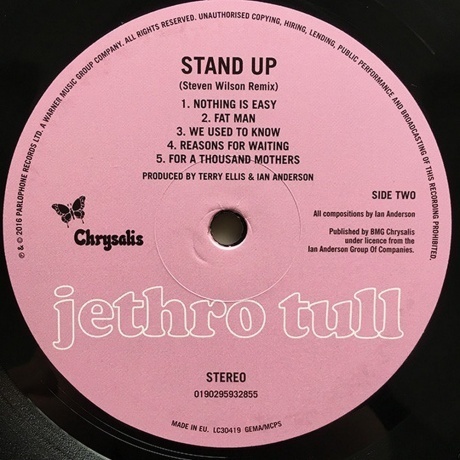 ℗ & © 2016 PARLOPHONE RECORDS LTD. A WARNER MUSIC GROUP COMPANY. ALL RIGHTS RESERVED. UNAUTHORISED COPYING, HIRING, LENDING, PUBLIC PERFORMANCE AND BROADCASTING OF THIS RECORDING PROHIBITED.
STAND UP
(Steven Wilson Remix)
1. NOTHING IS EASY
2. FAT MAN
3. WE USED TO KNOW
4. REASONS FOR WAITING
5. FOR A THOUSAND MOTHERS
PRODUCED BY TERRY ELLIS & IAN ANDERSON
SIDE TWO
All compositions by Ian Anderson
Published by BMG Chrysalis
under licence from the
Ian Anderson Group Of Companies.
Chrysalis
jethro tull
STEREO
0190295932855
MADE IN EU. LC30419 GEMA/MCPS